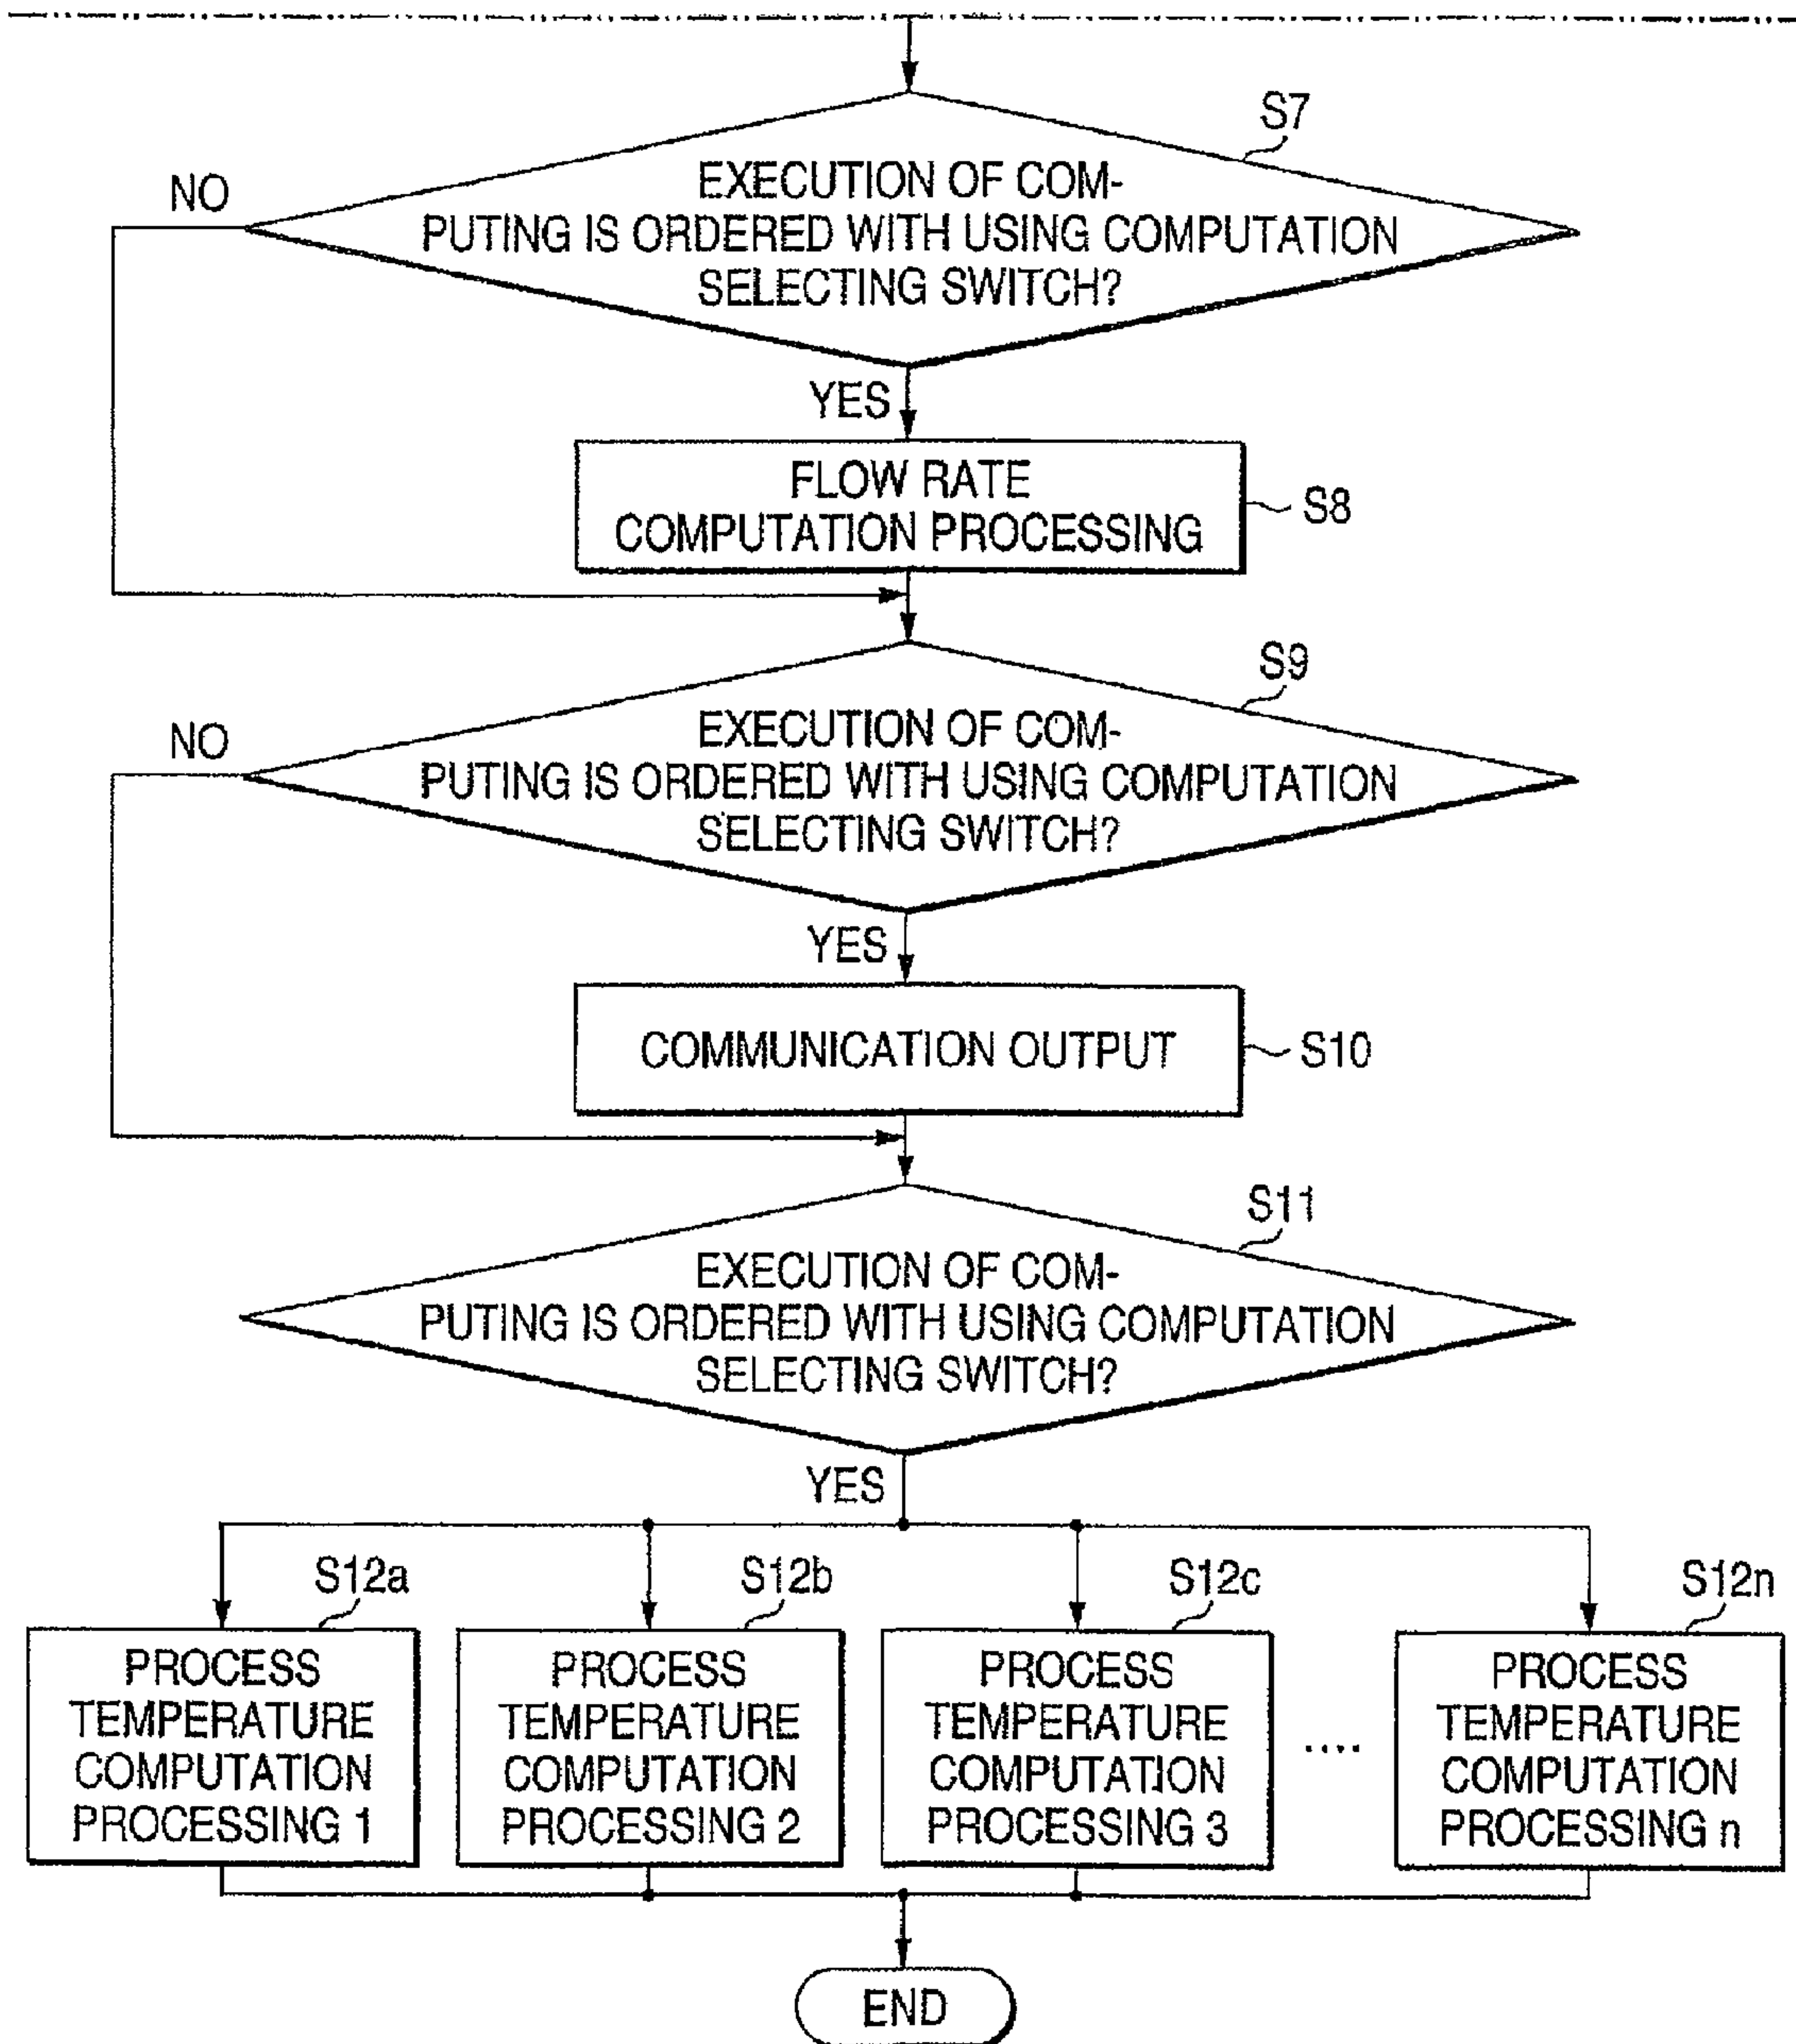 S7
EXECUTION OF COM-
NO
PUTING IS ORDERED WITH USING COMPUTATION
SELECTING SWITCH?
YES
FLOW RATE
COMPUTATION PROCESSING
S8
S9
EXECUTION OF COM-
NO
PUTING IS ORDERED WITH USING COMPUTATION
SELECTING SWITCH?
YES
COMMUNICATION OUTPUT
S10
S11
EXECUTION OF COM-
PUTING IS ORDERED WITH USING COMPUTATION
SELECTING SWITCH?
YES
S12a
PROCESS
TEMPERATURE
COMPUTATION
PROCESSING 1
S12b
PROCESS
TEMPERATURE
COMPUTATION
PROCESSING 2
S12c
PROCESS
TEMPERATURE
COMPUTATION
PROCESSING 3
....
S12n
PROCESS
TEMPERATURE
COMPUTATION
PROCESSING n
END